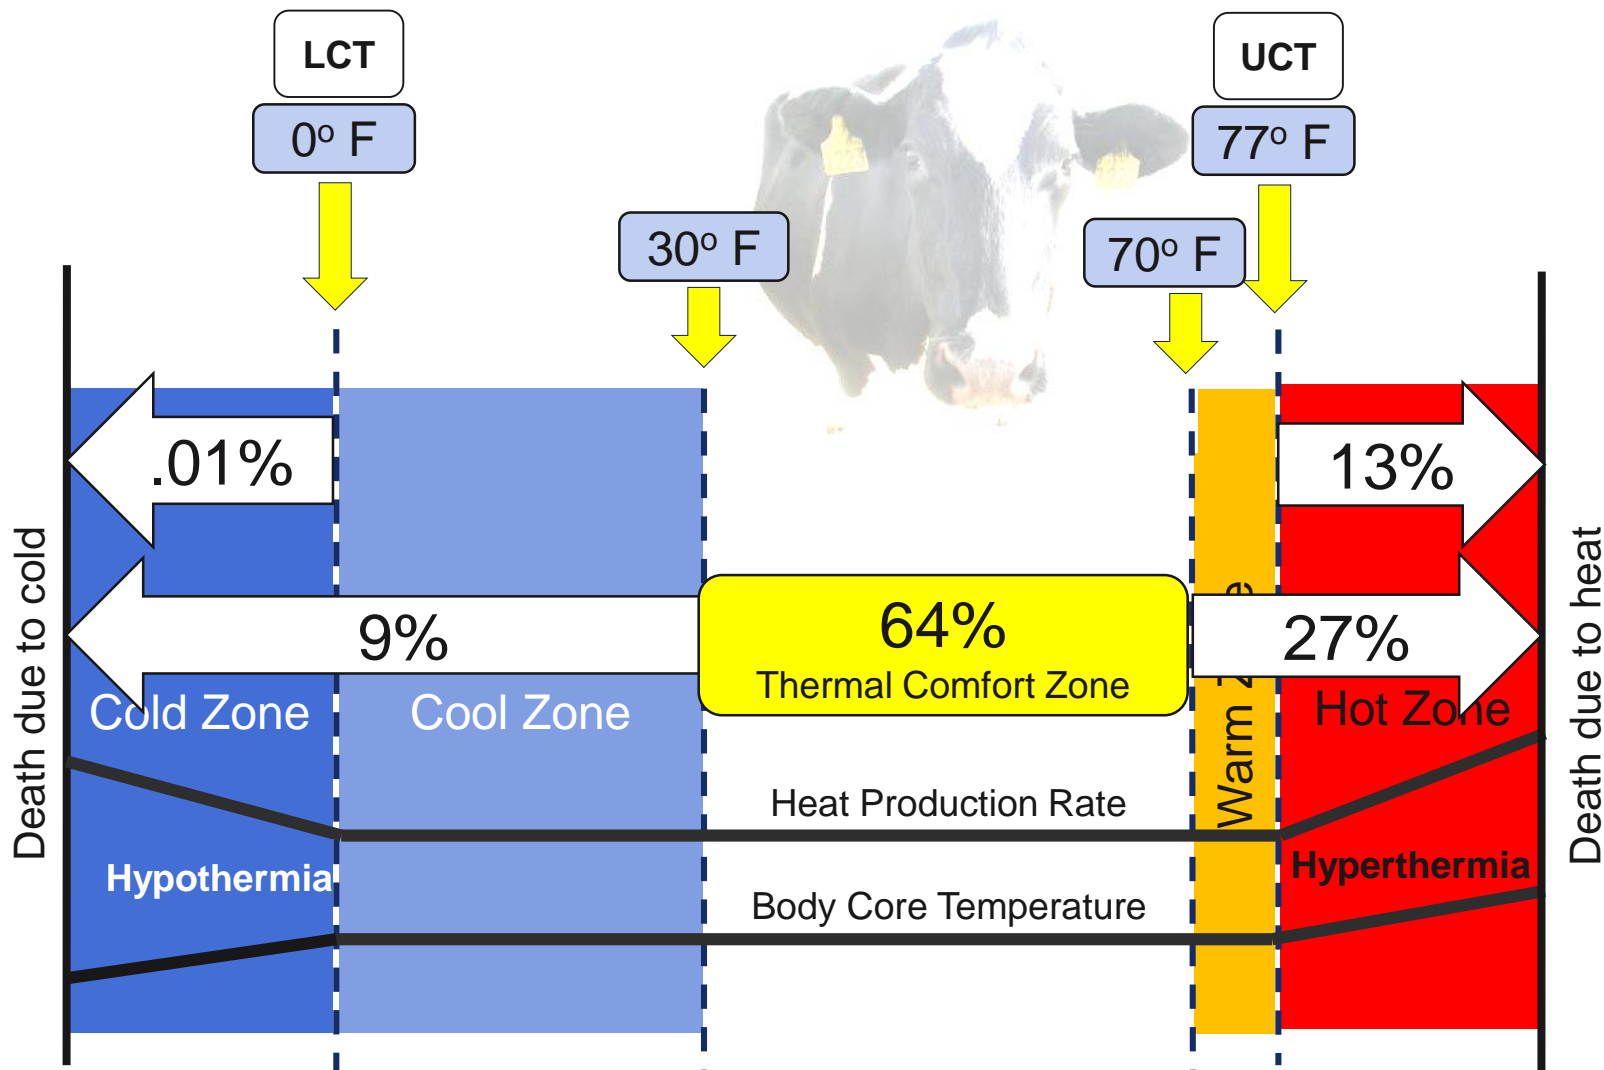 LCT
UCT
0º F
77º F
30º F
70º F
.01%
13%
9%
64%
Thermal Comfort Zone
27%
Cold Zone
Cool Zone
Warm Z e
Hot Zone
Death due to cold
Death due to heat
Heat Production Rate
Hypothermia
Hyperthermia
Body Core Temperature